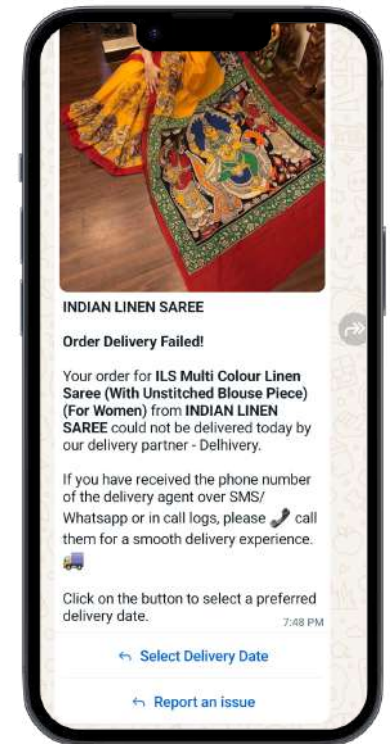 INDIAN LINEN SAREE
Order Delivery Failed!
Your order for ILS Multi Colour Linen
Saree (With Unstitched Blouse Piece)
(For Women) from INDIAN LINEN
SAREE could not be delivered today by
our delivery partner - Delhivery.
If you have received the phone number
of the delivery agent over SMS/
Whatsapp or in call logs, please 📞 call
them for a smooth delivery experience.
🚚
Click on the button to select a preferred
delivery date.
7:48 PM
Select Delivery Date
Report an issue